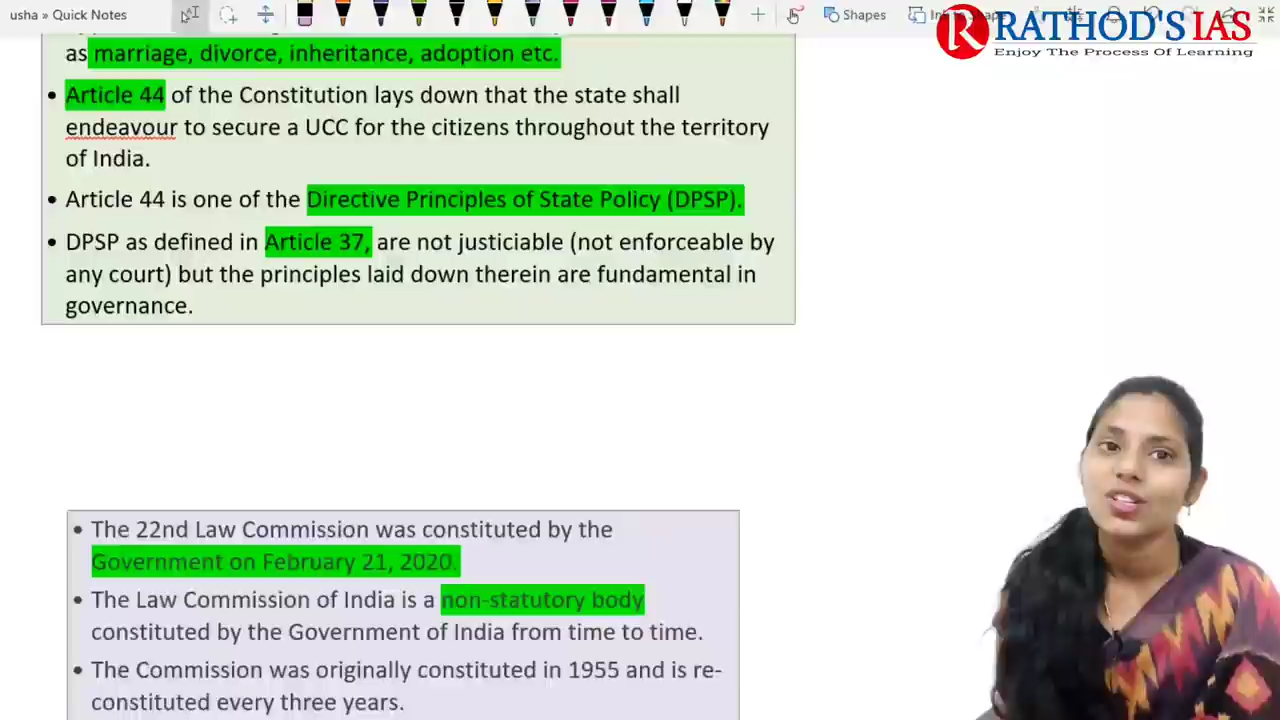 usha » Quick Notes
Shapes
RATHOD'S IAS
Enjoy The Process Of Learning
as marriage, divorce, inheritance, adoption etc.
• Article 44 of the Constitution lays down that the state shall
endeavour to secure a UCC for the citizens throughout the territory
of India.
• Article 44 is one of the Directive Principles of State Policy (DPSP).
• DPSP as defined in Article 37, are not justiciable (not enforceable by
any court) but the principles laid down therein are fundamental in
governance.
• The 22nd Law Commission was constituted by the
Government on February 21, 2020.
• The Law Commission of India is a non-statutory body
constituted by the Government of India from time to time.
• The Commission was originally constituted in 1955 and is re-
constituted every three years.